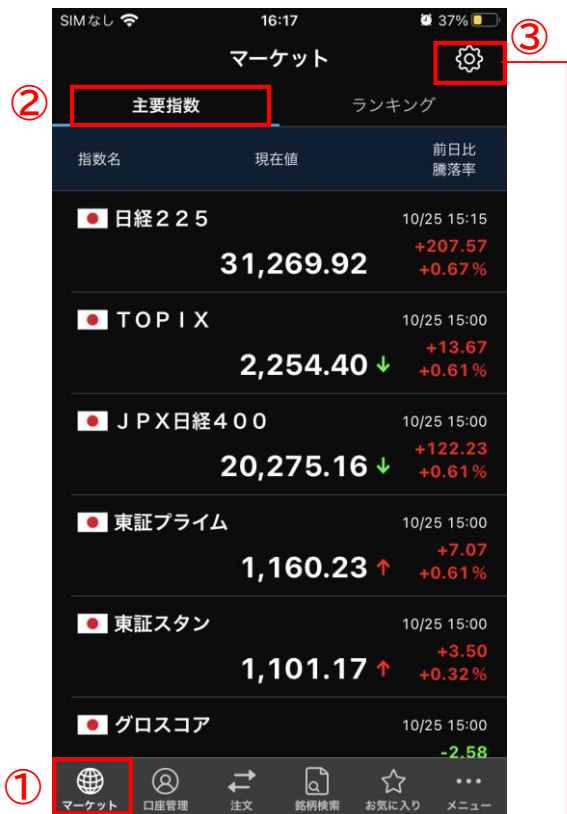 SIMなし 16:17 37%
マーケット
③
② 主要指数 ランキング
指数名 現在値 前日比
騰落率
日経２２５ 10/25 15:15
31,269.92 +207.57
+0.67%
ＴＯＰＩＸ 10/25 15:00
2,254.40 ↓ +13.67
+0.61%
ＪＰＸ日経４００ 10/25 15:00
20,275.16 ↓ +122.23
+0.61%
東証プライム 10/25 15:00
1,160.23 ↑ +7.07
+0.61%
東証スタン 10/25 15:00
1,101.17 ↑ +3.50
+0.32%
グロスコア 10/25 15:00
-2.58
①
マーケット 口座管理 注文 銘柄検索 お気に入り メニュー